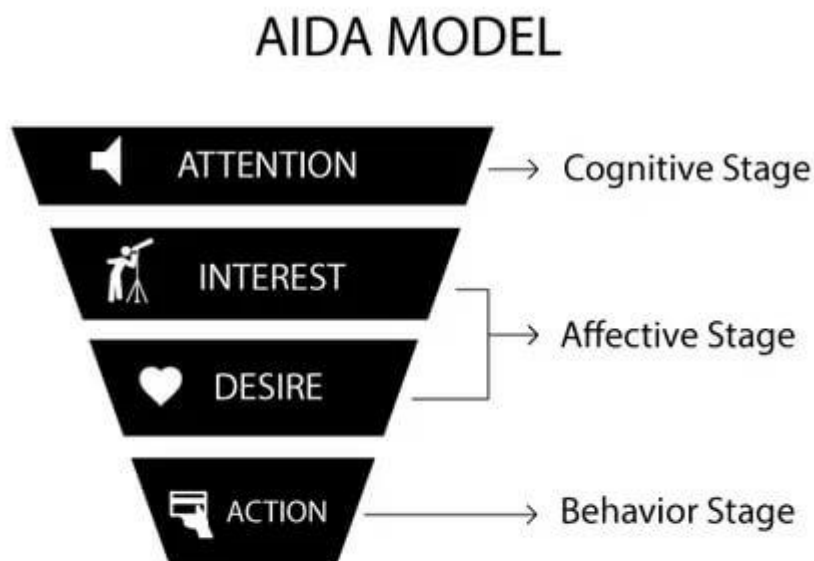 AIDA MODEL
ATTENTION
Cognitive Stage
INTEREST
Affective Stage
DESIRE
ACTION
Behavior Stage